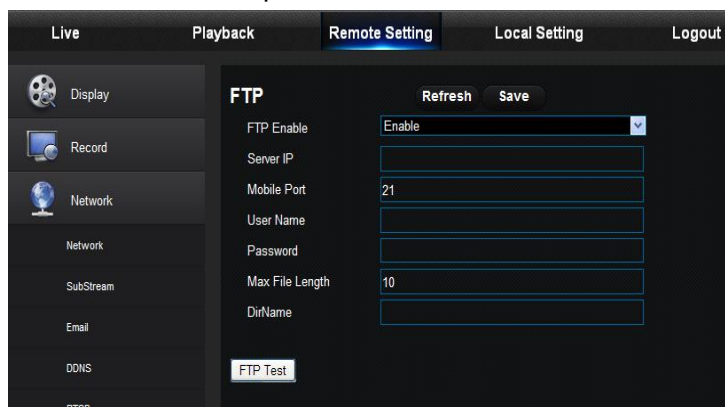 Live Playback Remote Setting Local Setting Logout
Display
Record
Network
Network
SubStream
Email
DDNS
FTP Refresh Save
FTP Enable Enable
Server IP
Mobile Port 21
User Name
Password
Max File Length 10
DirName
FTP Test